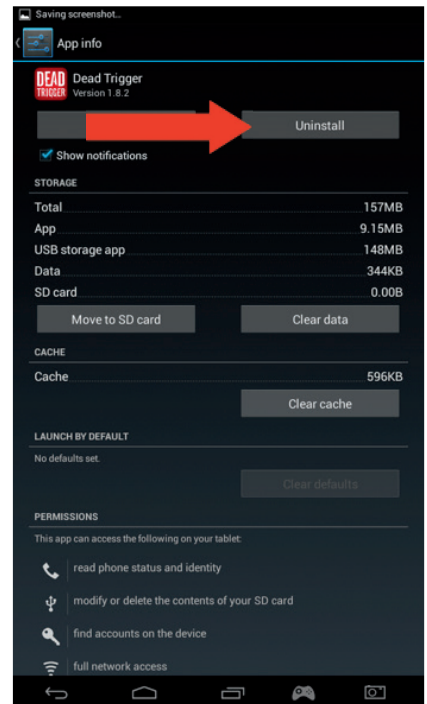 Saving screenshot...
App info
DEAD
TRIGGER
Dead Trigger
Version 1.8.2
Uninstall
Show notifications
STORAGE
Total 157MB
App 9.15MB
USB storage app 148MB
Data 344KB
SD card 0.00B
Move to SD card Clear data
CACHE
Cache 596KB
Clear cache
LAUNCH BY DEFAULT
No defaults set.
Clear defaults
PERMISSIONS
This app can access the following on your tablet:
read phone status and identity
modify or delete the contents of your SD card
find accounts on the device
full network access